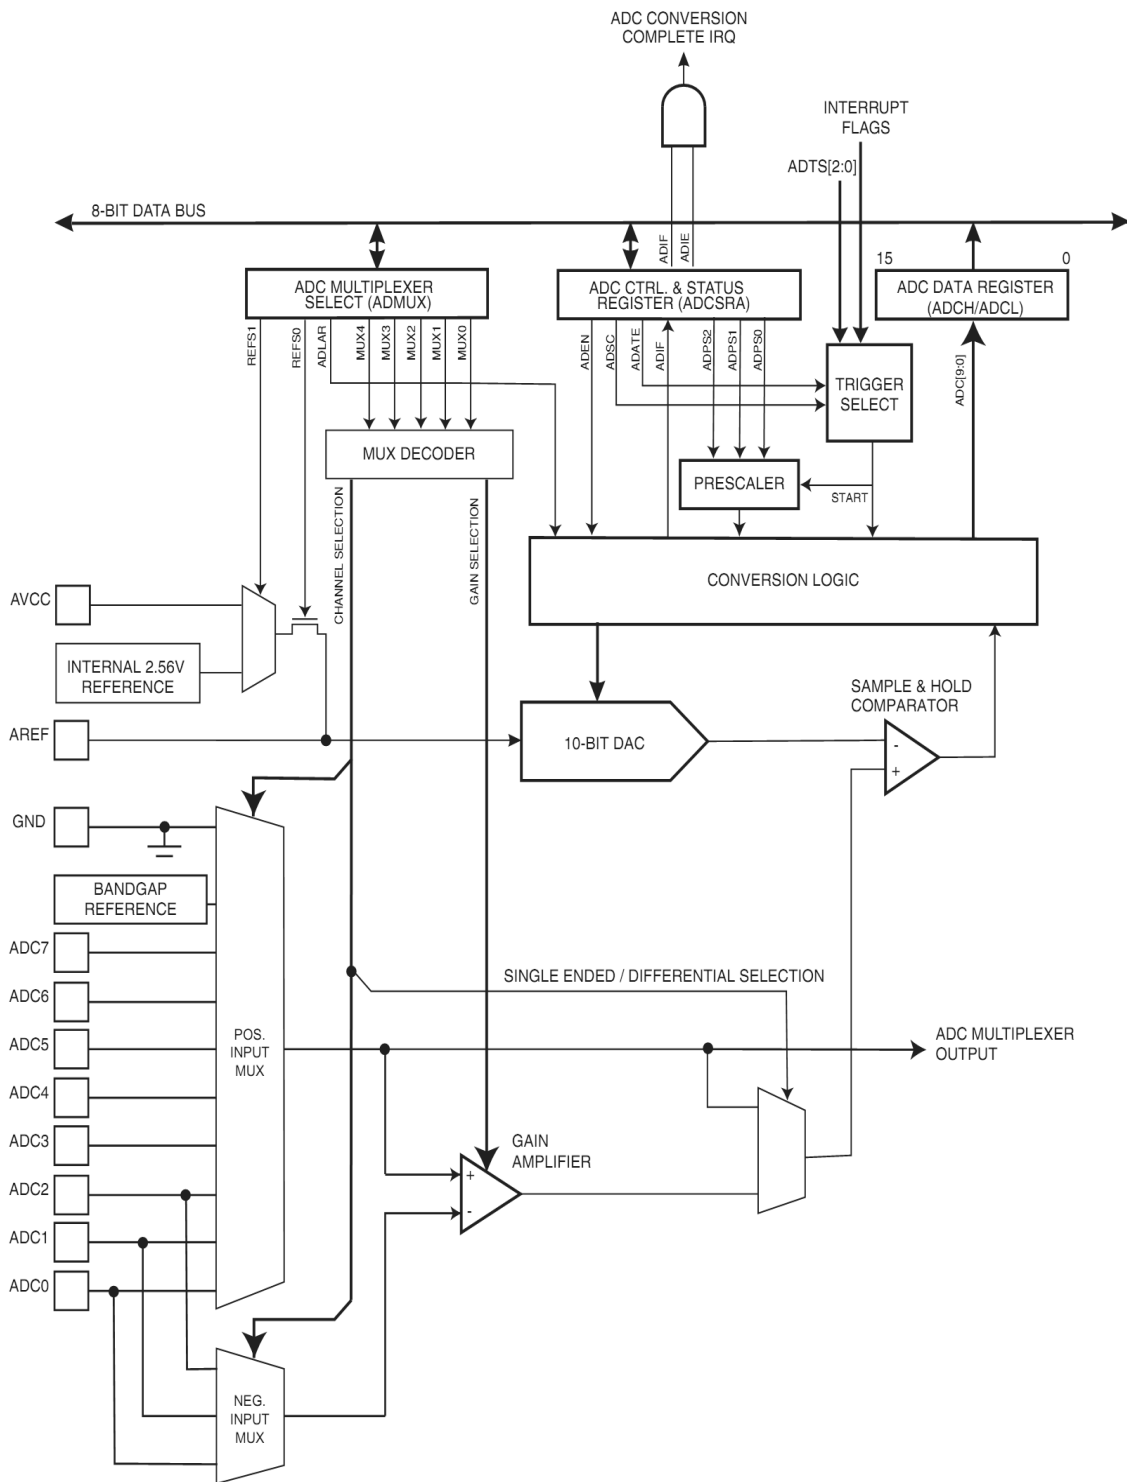 ADC CONVERSION
COMPLETE IRQ
INTERRUPT
FLAGS
ADTS[2:0]
8-BIT DATA BUS
ADIF
ADIE
15
0
ADC MULTIPLEXER
SELECT (ADMUX)
ADC CTRL. & STATUS
REGISTER (ADCSRA)
ADC DATA REGISTER
(ADCH/ADCL)
REFS1
REFS0
ADLAR
MUX4
MUX3
MUX2
MUX1
MUX0
ADEN
ADSC
ADATE
ADIF
ADPS2
ADPS1
ADPS0
TRIGGER
SELECT
ADC[9:0]
MUX DECODER
PRESCALER
START
CHANNEL SELECTION
GAIN SELECTION
CONVERSION LOGIC
AVCC
INTERNAL 2.56V
REFERENCE
SAMPLE & HOLD
COMPARATOR
AREF
10-BIT DAC
-
+
GND
BANDGAP
REFERENCE
ADC7
SINGLE ENDED / DIFFERENTIAL SELECTION
ADC6
ADC5
POS.
INPUT
MUX
ADC MULTIPLEXER
OUTPUT
ADC4
ADC3
GAIN
AMPLIFIER
+
-
ADC2
ADC1
ADC0
NEG.
INPUT
MUX